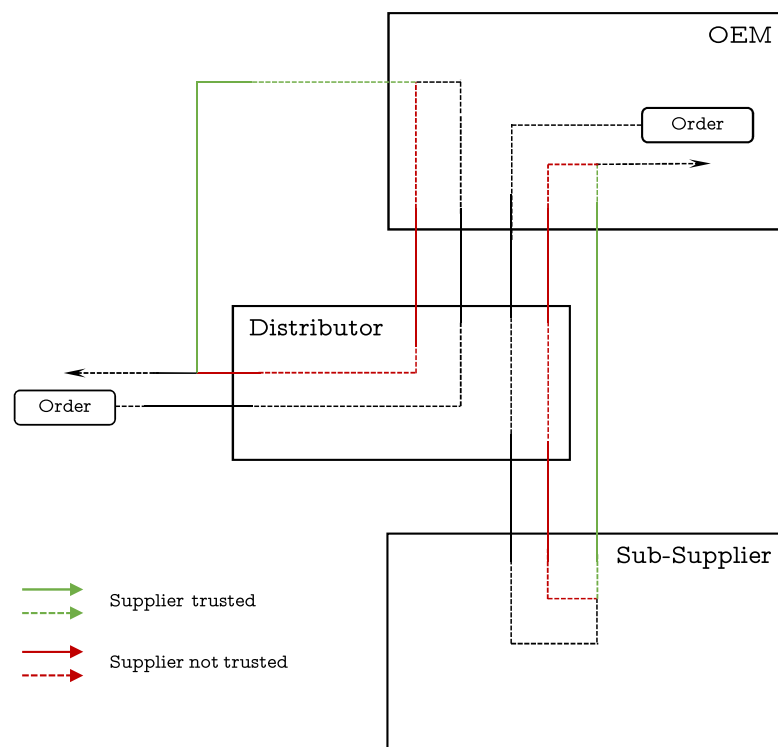 OEM
Order
Distributor
Order
Sub-Supplier
Supplier trusted
Supplier not trusted